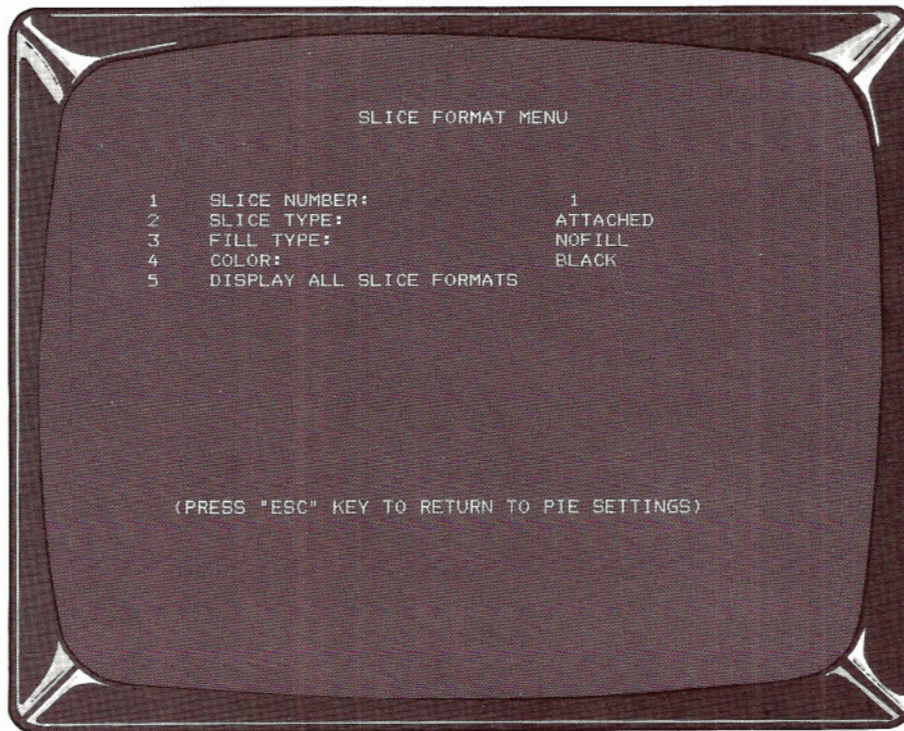 SLICE FORMAT MENU
1 SLICE NUMBER: 1
2 SLICE TYPE: ATTACHED
3 FILL TYPE: NOFILL
4 COLOR: BLACK
5 DISPLAY ALL SLICE FORMATS
(PRESS "ESC" KEY TO RETURN TO PIE SETTINGS)